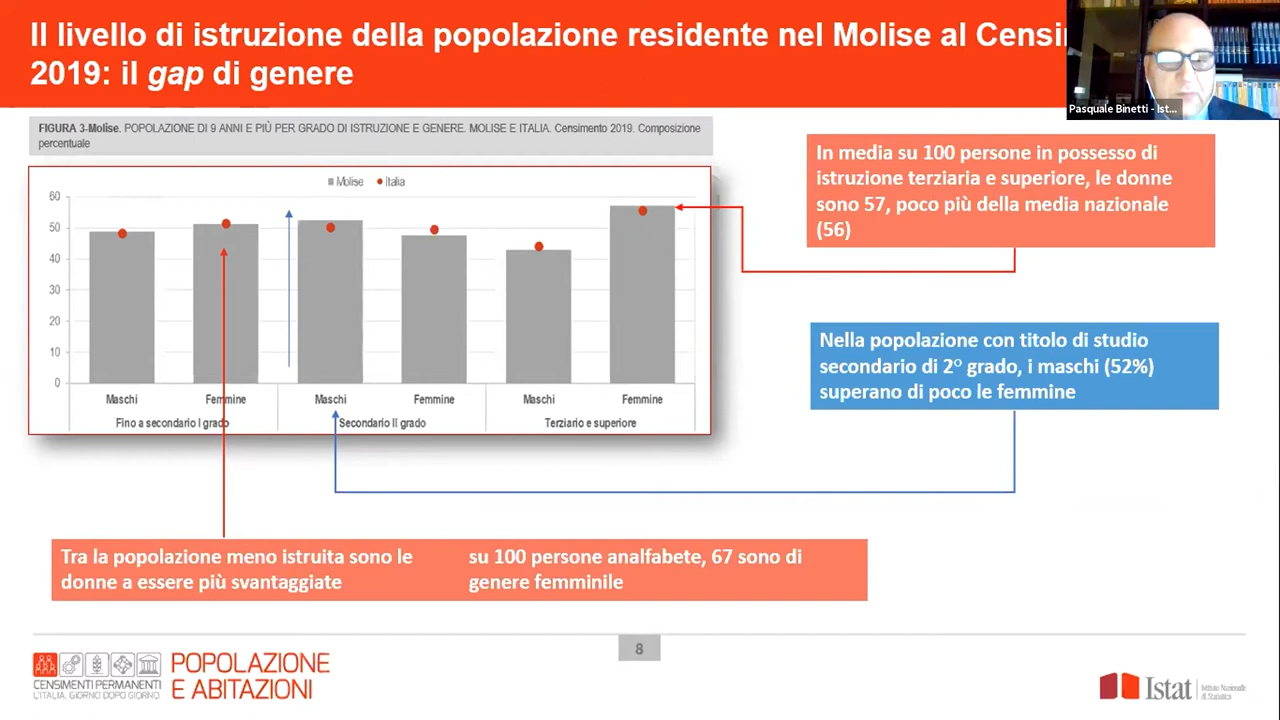 Il livello di istruzione della popolazione residente nel Molise al Censi
2019: il gap di genere
Pasquale Binetti - Ist...
FIGURA 3-Molise. POPOLAZIONE DI 9 ANNI E PIÙ PER GRADO DI ISTRUZIONE E GENERE. MOLISE E ITALIA. Censimento 2019. Composizione
percentuale
Molise Italia
60
50
40
30
20
10
0
Maschi Femmine Maschi Femmine Maschi Femmine
Fino a secondario I grado Secondario II grado Terziario e superiore
In media su 100 persone in possesso di
istruzione terziaria e superiore, le donne
sono 57, poco più della media nazionale
(56)
Nella popolazione con titolo di studio
secondario di 2° grado, i maschi (52%)
superano di poco le femmine
Tra la popolazione meno istruita sono le
donne a essere più svantaggiate
su 100 persone analfabete, 67 sono di
genere femminile
8
CENSIMENTI PERMANENTI
L'ITALIA, GIORNO DOPO GIORNO
POPOLAZIONE
E ABITAZIONI
Istat
Istituto Nazionale
di Statistica